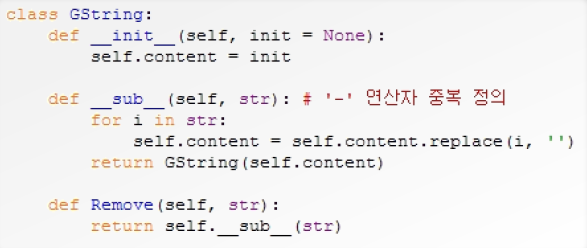 class GString:
    def __init__(self, init = None):
        self.content = init

    def __sub__(self, str): # '-' 연산자 중복 정의
        for i in str:
            self.content = self.content.replace(i, '')
        return GString(self.content)

    def Remove(self, str):
        return self.__sub__(str)